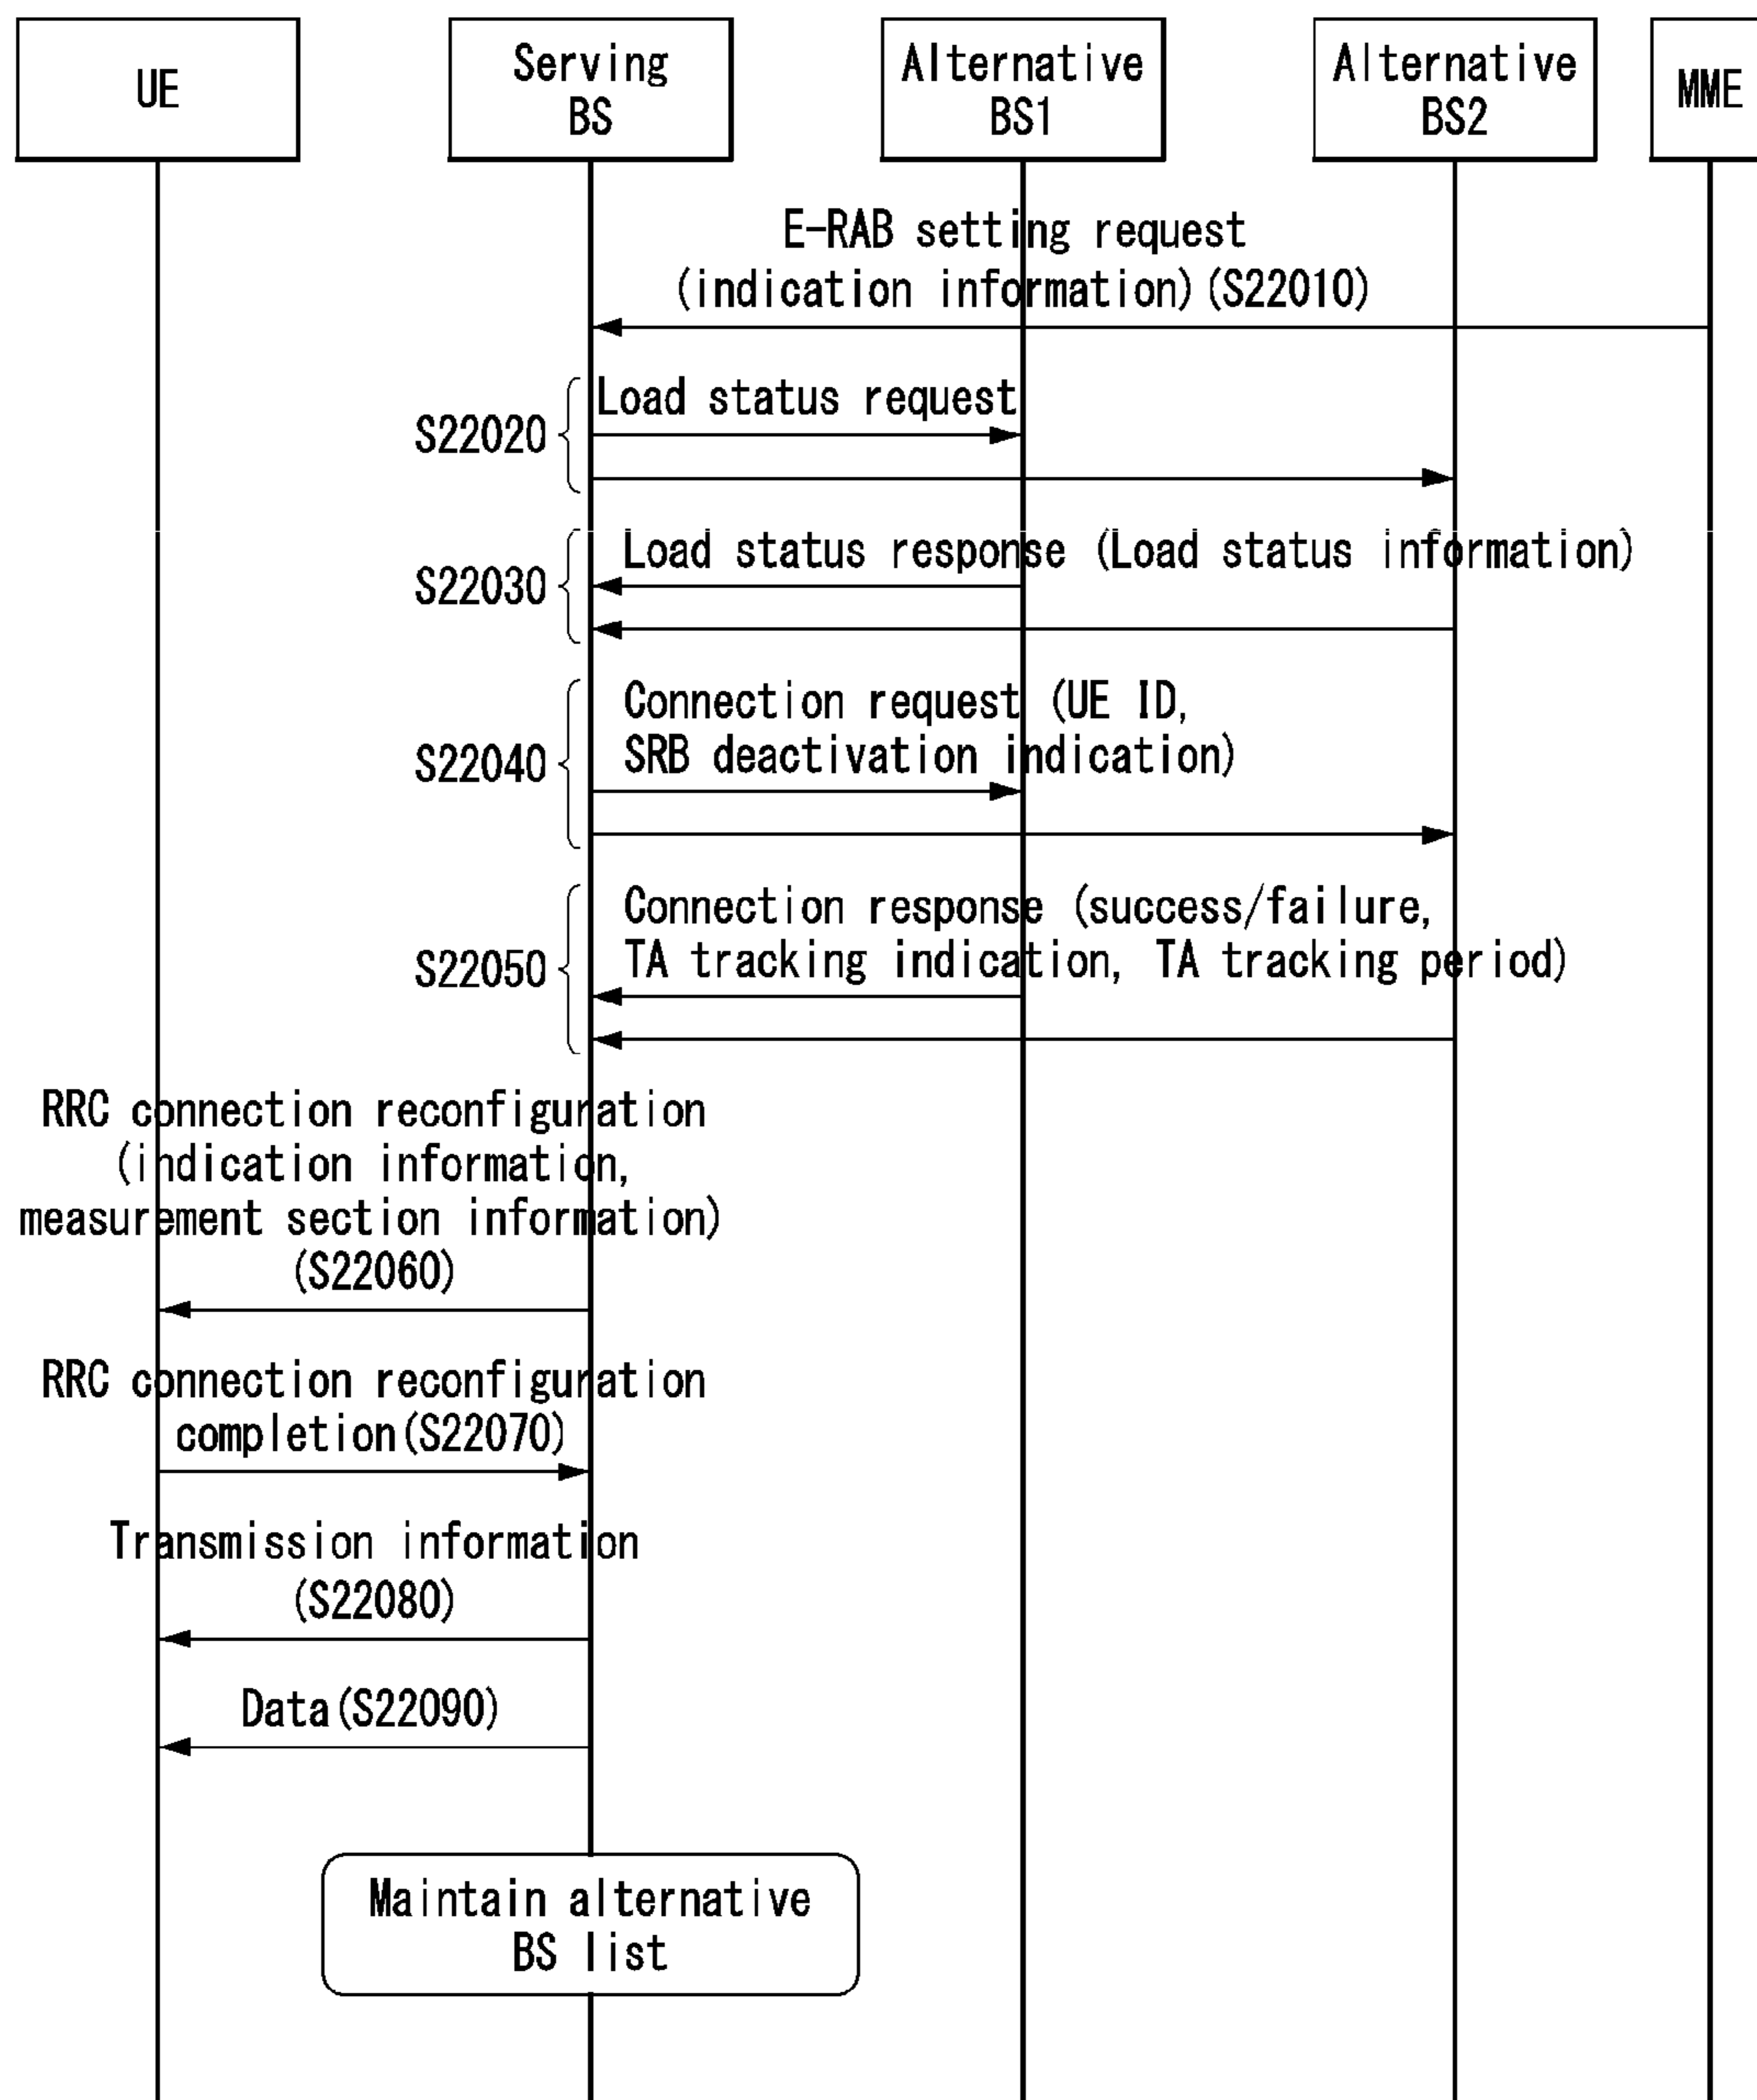 UE
Serving
BS
Alternative
BS1
Alternative
BS2
MME
E-RAB setting request
(indication information)(S22010)
Load status request
S22020
Load status response (Load status information)
S22030
Connection request (UE ID,
SRB deactivation indication)
S22040
Connection response (success/failure,
TA tracking indication, TA tracking period)
S22050
RRC connection reconfiguration
(indication information,
measurement section information)
(S22060)
RRC connection reconfiguration
completion(S22070)
Transmission information
(S22080)
Data(S22090)
Maintain alternative
BS list